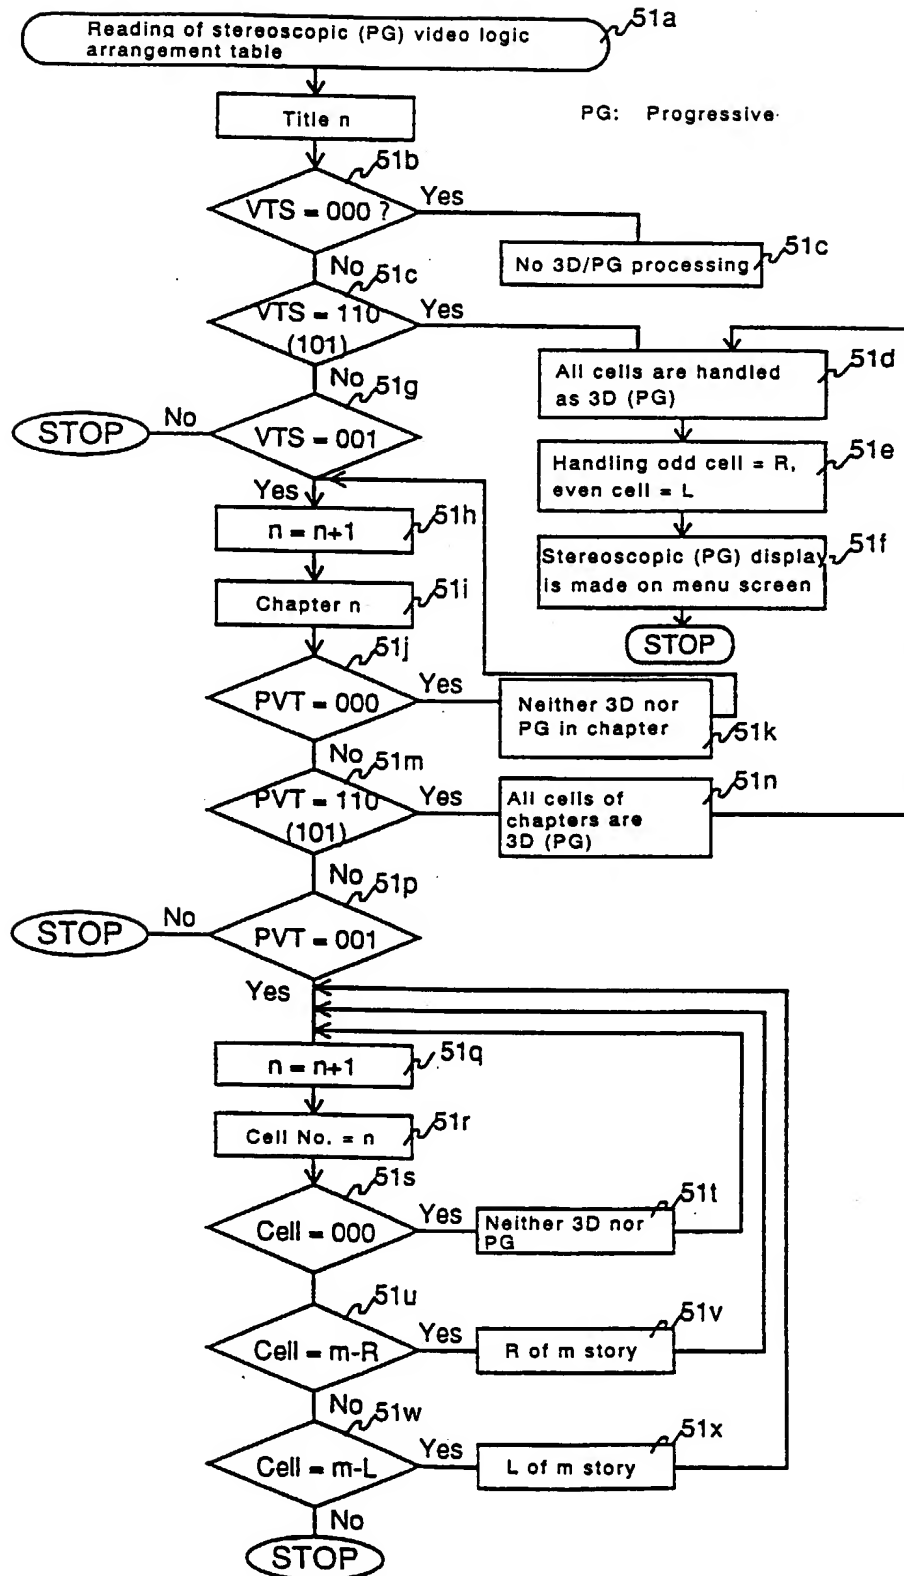 51a
Reading of stereoscopic (PG) video logic
arrangement table
Title n
PG: Progressive
51b
VTS = 000 ?
Yes
No
No 3D/PG processing
51c
51c
VTS = 110
(101)
Yes
No
All cells are handled
as 3D (PG)
51d
51g
VTS = 001
No
STOP
Yes
Handling odd cell = R,
even cell = L
51e
n = n+1
51h
Stereoscopic (PG) display
is made on menu screen
51f
Chapter n
51i
STOP
51j
PVT = 000
Yes
No
Neither 3D nor
PG in chapter
51k
51m
PVT = 110
(101)
Yes
No
All cells of
chapters are
3D (PG)
51n
51p
PVT = 001
No
STOP
Yes
n = n+1
51q
Cell No. = n
51r
51s
Cell = 000
Yes
Neither 3D nor
PG
51t
51u
Cell = m-R
Yes
R of m story
51v
No
51w
Cell = m-L
Yes
L of m story
51x
No
STOP